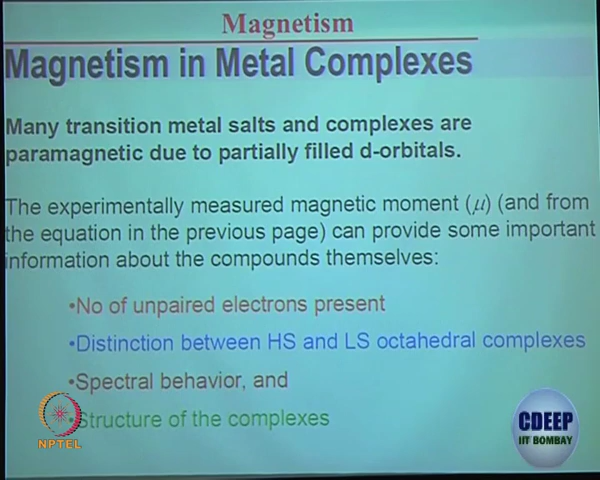 Magnetism
Magnetism in Metal Complexes
Many transition metal salts and complexes are
paramagnetic due to partially filled d-orbitals.
The experimentally measured magnetic moment (μ) (and from
the equation in the previous page) can provide some important
information about the compounds themselves:
•No of unpaired electrons present
•Distinction between HS and LS octahedral complexes
•Spectral behavior, and
•Structure of the complexes
NPTEL
CDEEP
IIT BOMBAY